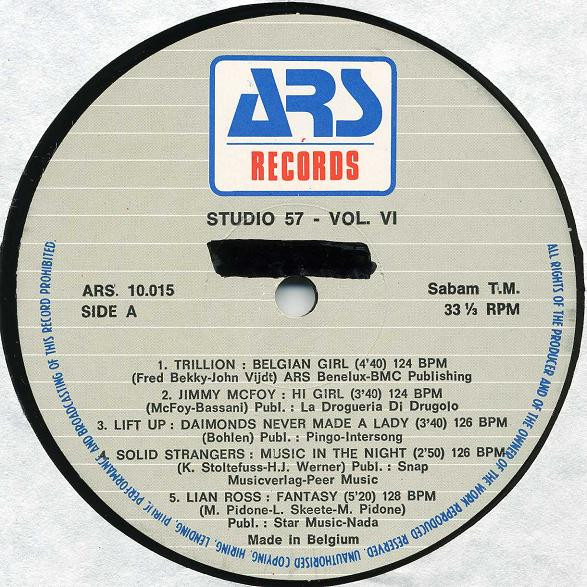 ARS
RECORDS
STUDIO 57 - VOL. VI
ARS. 10.015
SIDE A
Sabam T.M.
33 ⅓ RPM
1. TRILLION : BELGIAN GIRL (4'40) 124 BPM
(Fred Bekky-John Vijdt) ARS Benelux-BMC Publishing
2. JIMMY MCFOY : HI GIRL (3'40) 124 BPM
(McFoy-Bassani) Publ. : La Drogueria Di Drugolo
3. LIFT UP : DAIMONDS NEVER MADE A LADY (3'40) 126 BPM
(Bohlen) Publ. : Pingo-Intersong
4. SOLID STRANGERS : MUSIC IN THE NIGHT (2'50) 126 BPM
(K. Stoltefuss-H.J. Werner) Publ. : Snap
Musicverlag-Peer Music
5. LIAN ROSS : FANTASY (5'20) 128 BPM
(M. Pidone-L. Skeete-M. Pidone)
Publ. : Star Music-Nada
Made in Belgium
ALL RIGHTS OF THE PRODUCER AND OF THE OWNER OF THE WORK REPRODUCED RESERVED. UNAUTHORISED COPYING, HIRING, LENDING, PUBLIC PERFORMANCE AND BROADCASTING OF THIS RECORD PROHIBITED.